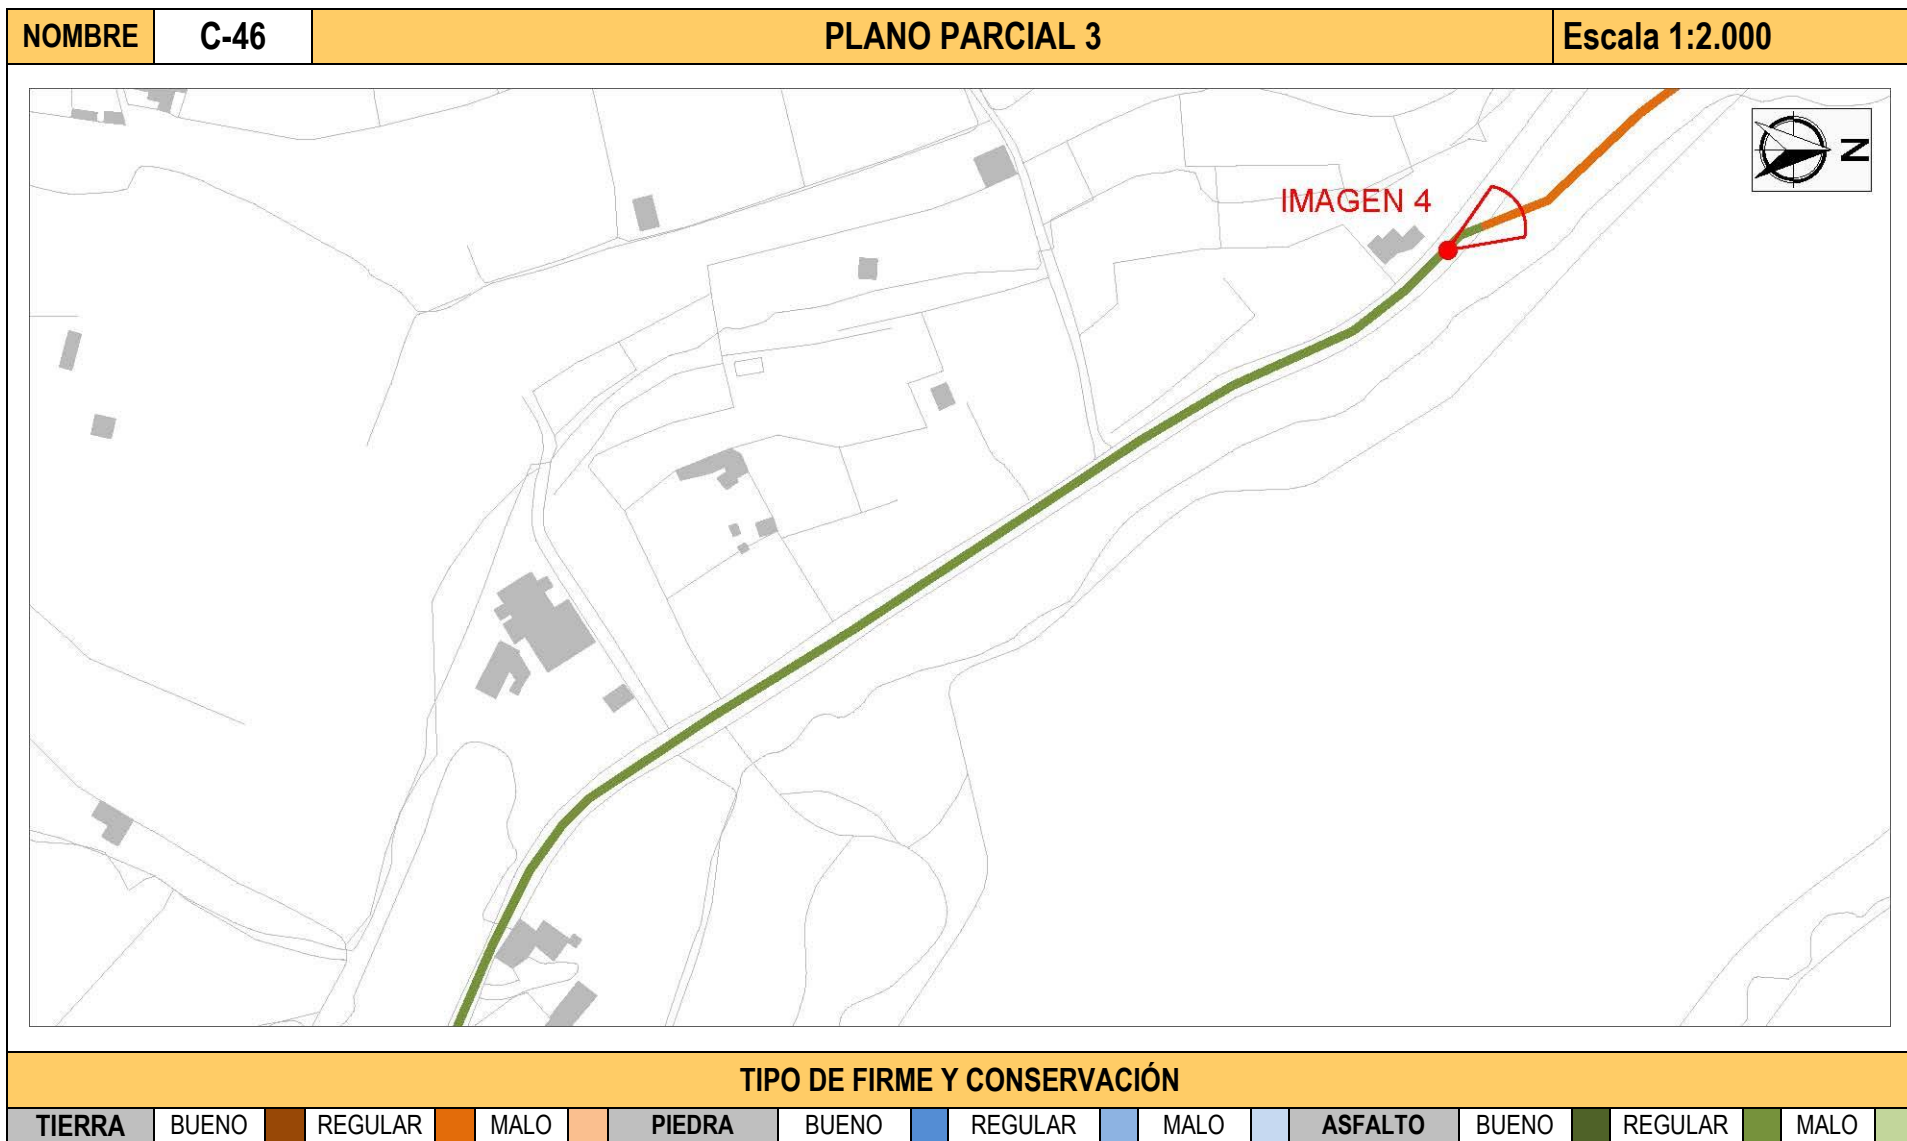 NOMBRE C-46 PLANO PARCIAL 3 Escala 1:2.000
N
IMAGEN 4
TIPO DE FIRME Y CONSERVACIÓN
TIERRA BUENO REGULAR MALO PIEDRA BUENO REGULAR MALO ASFALTO BUENO REGULAR MALO